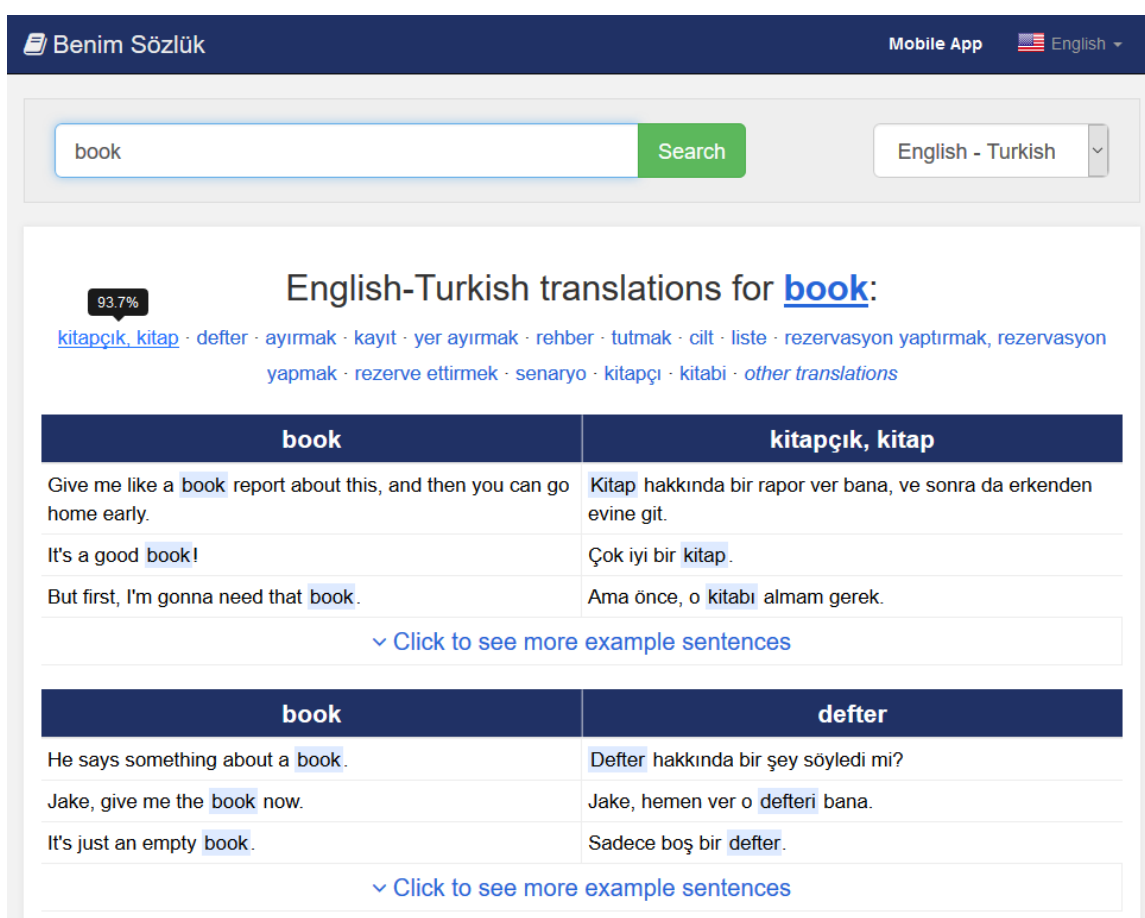 Benim Sözlük
Mobile App
English
book
Search
English - Turkish
English-Turkish translations for book:
93.7%
kitapçık, kitap · defter · ayırmak · kayıt · yer ayırmak · rehber · tutmak · cilt · liste · rezervasyon yaptırmak, rezervasyon
yapmak · rezerve ettirmek · senaryo · kitapçı · kitabi · other translations
book
kitapçık, kitap
Give me like a book report about this, and then you can go
home early.
Kitap hakkında bir rapor ver bana, ve sonra da erkenden
evine git.
It's a good book!
Çok iyi bir kitap.
But first, I'm gonna need that book.
Ama önce, o kitabı almam gerek.
Click to see more example sentences
book
defter
He says something about a book.
Defter hakkında bir şey söyledi mi?
Jake, give me the book now.
Jake, hemen ver o defteri bana.
It's just an empty book.
Sadece boş bir defter.
Click to see more example sentences